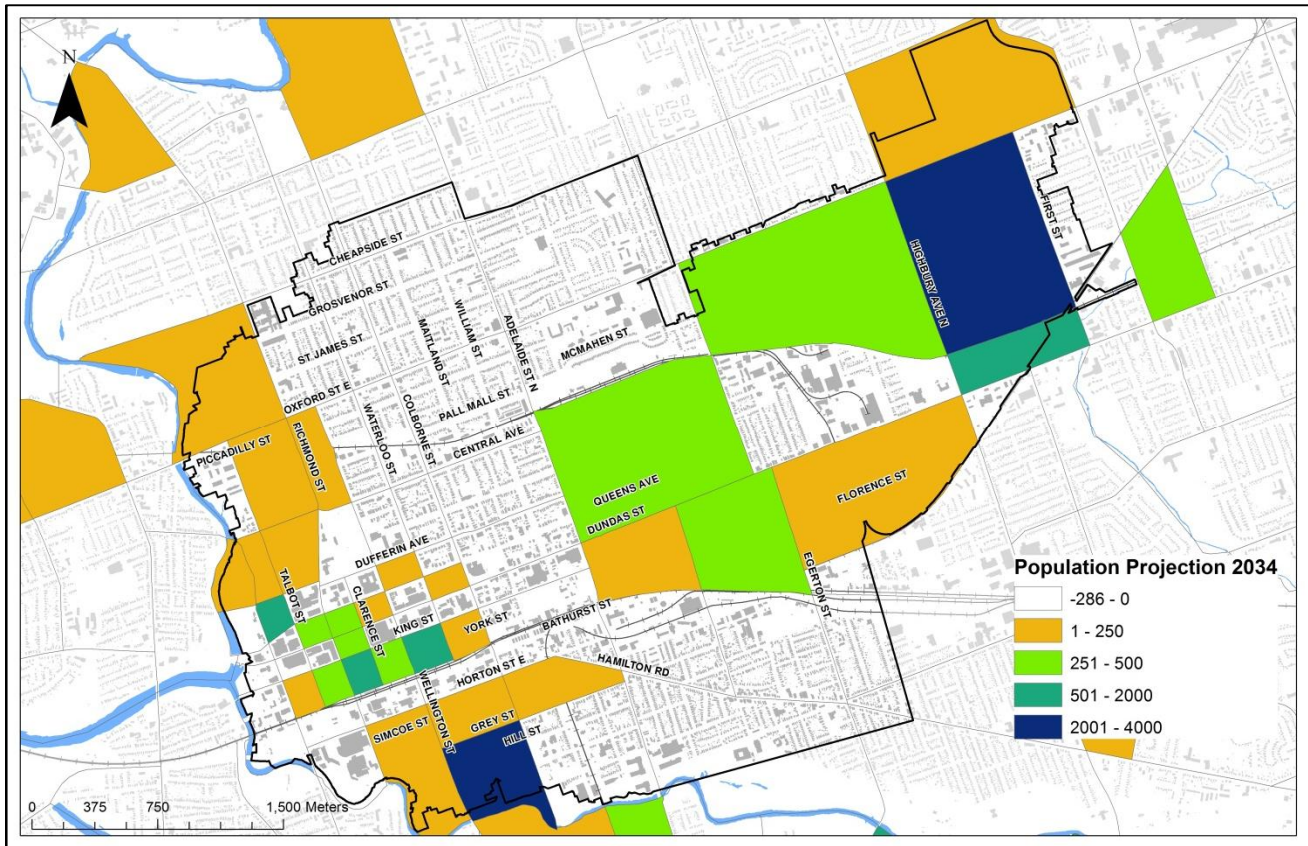 N
CHEAPSIDE ST
GROSVENOR ST
ST JAMES ST
OXFORD ST E
PICCADILLY ST
RICHMOND ST
WATERLOO ST
COLBORNE ST
MAITLAND ST
WILLIAM ST
ADELAIDE ST N
MCMAHEN ST
PALL MALL ST
CENTRAL AVE
HIGHBURY AVE N
FIRST ST
QUEENS AVE
DUNDAS ST
FLORENCE ST
EGERTON ST
DUFFERIN AVE
TALBOT ST
CLARENCE ST
KING ST
YORK ST
BATHURST ST
HORTON ST E
HAMILTON RD
WELLINGTON ST
SIMCOE ST
GREY ST
HILL ST
Population Projection 2034
-286 - 0
1 - 250
251 - 500
501 - 2000
2001 - 4000
0 375 750 1,500 Meters